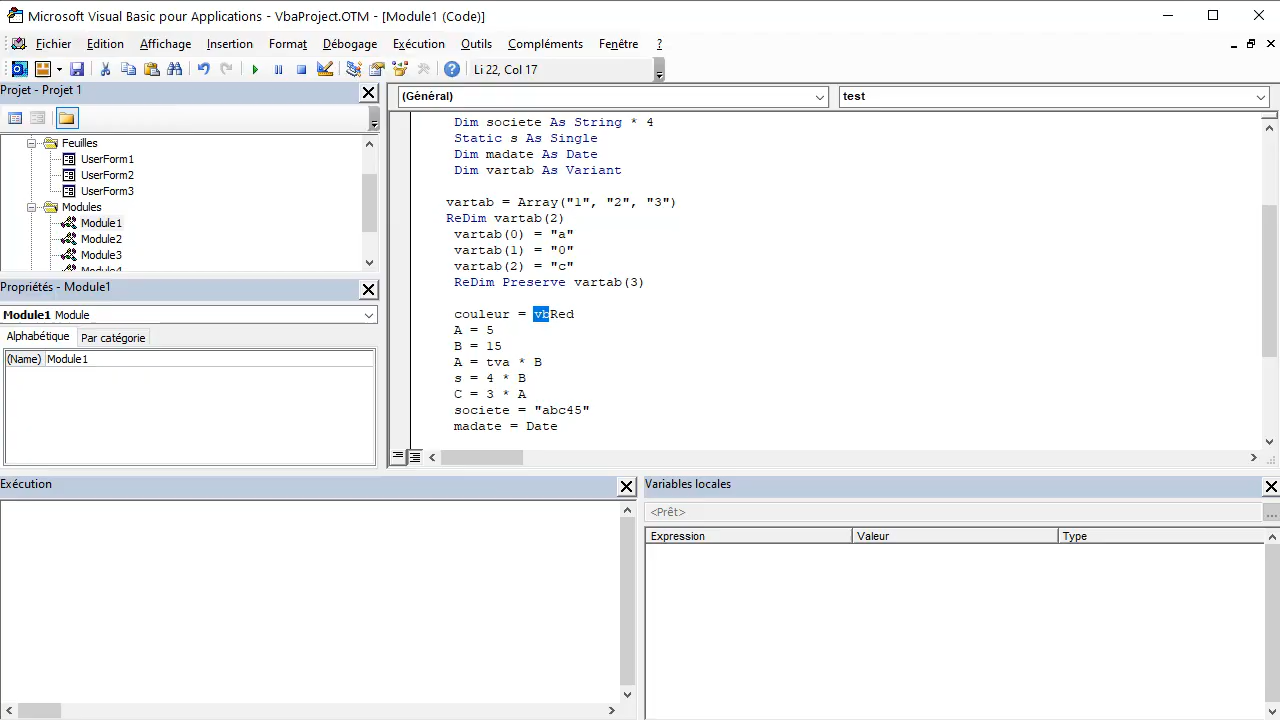 Microsoft Visual Basic pour Applications - VbaProject.OTM - [Module1 (Code)]
Fichier Edition Affichage Insertion Format Débogage Exécution Outils Compléments Fenêtre ?
Li 22, Col 17
Projet - Projet 1
(Général) test
Feuilles
UserForm1
UserForm2
UserForm3
Modules
Module1
Module2
Module3
Module4
Propriétés - Module1
Module1 Module
Alphabétique Par catégorie
(Name) Module1
Dim societe As String * 4
Static s As Single
Dim madate As Date
Dim vartab As Variant
vartab = Array("1", "2", "3")
ReDim vartab(2)
vartab(0) = "a"
vartab(1) = "0"
vartab(2) = "c"
ReDim Preserve vartab(3)
couleur = vbRed
A = 5
B = 15
A = tva * B
s = 4 * B
C = 3 * A
societe = "abc45"
madate = Date
Exécution
Variables locales
<Prêt>
Expression Valeur Type